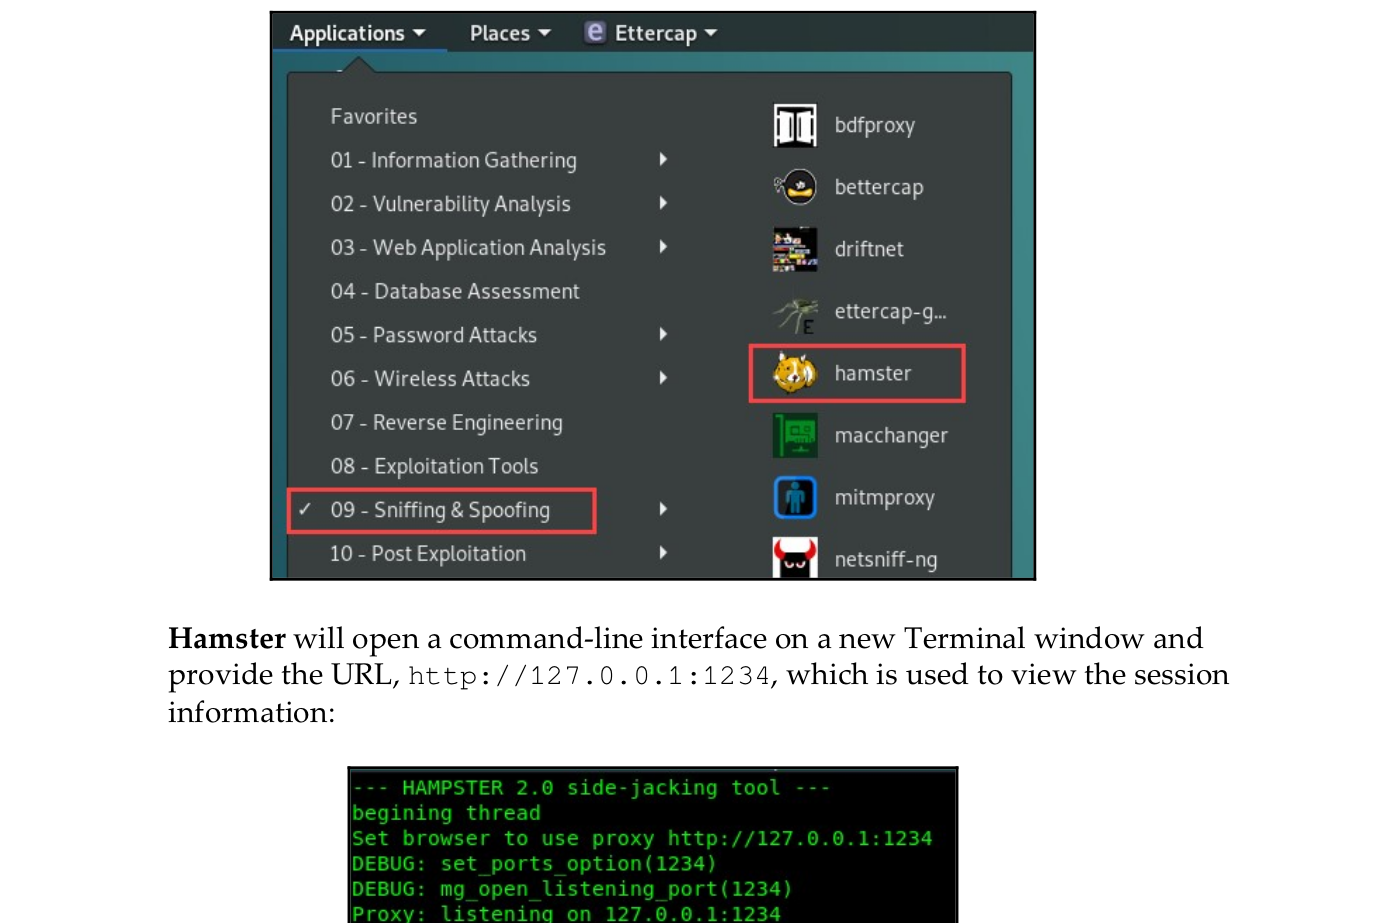 Applications Places Ettercap
Favorites
01 - Information Gathering
02 - Vulnerability Analysis
03 - Web Application Analysis
04 - Database Assessment
05 - Password Attacks
06 - Wireless Attacks
07 - Reverse Engineering
08 - Exploitation Tools
✓ 09 - Sniffing & Spoofing
10 - Post Exploitation
bdfproxy
bettercap
driftnet
ettercap-g...
hamster
macchanger
mitmproxy
netsniff-ng
Hamster will open a command-line interface on a new Terminal window and
provide the URL, http://127.0.0.1:1234, which is used to view the session
information:
--- HAMPSTER 2.0 side-jacking tool ---
begining thread
Set browser to use proxy http://127.0.0.1:1234
DEBUG: set_ports_option(1234)
DEBUG: mg_open_listening_port(1234)
Proxy: listening on 127.0.0.1:1234